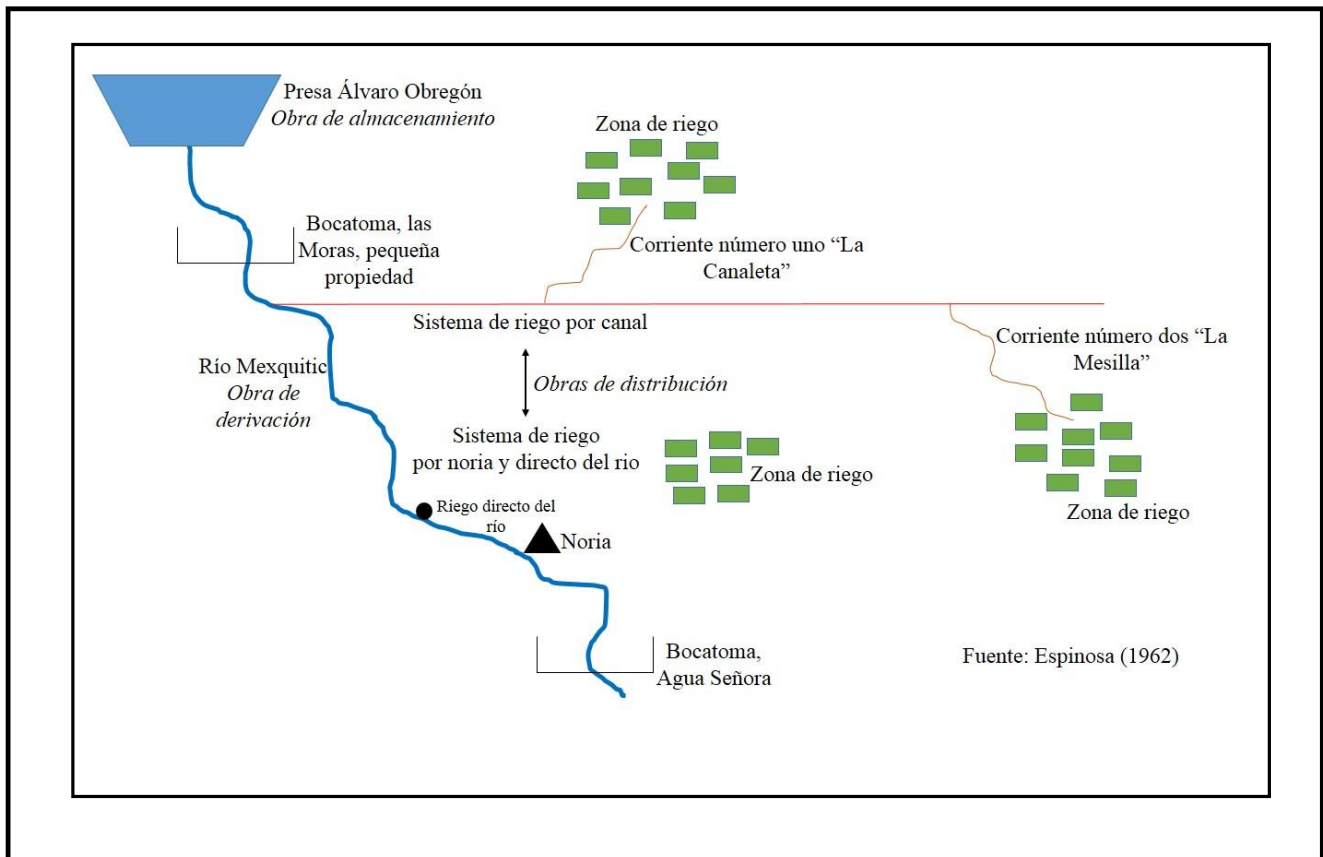 Presa Álvaro Obregón
Obra de almacenamiento
Zona de riego
Bocatoma, las
Moras, pequeña
propiedad
Corriente número uno “La
Canaleta”
Sistema de riego por canal
Corriente número dos “La
Mesilla”
Río Mexquitic
Obra de
derivación
Obras de distribución
Sistema de riego
por noria y directo del rio
Zona de riego
Riego directo del
río
Noria
Zona de riego
Bocatoma,
Agua Señora
Fuente: Espinosa (1962)